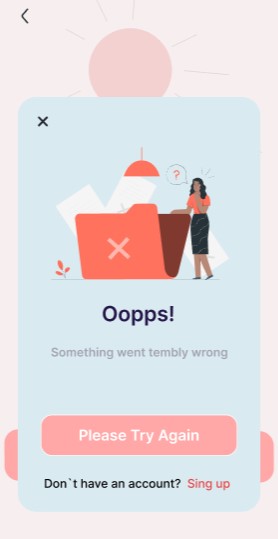 ?
Oopps!
Something went tembly wrong
Please Try Again
Don`t have an account? Sing up